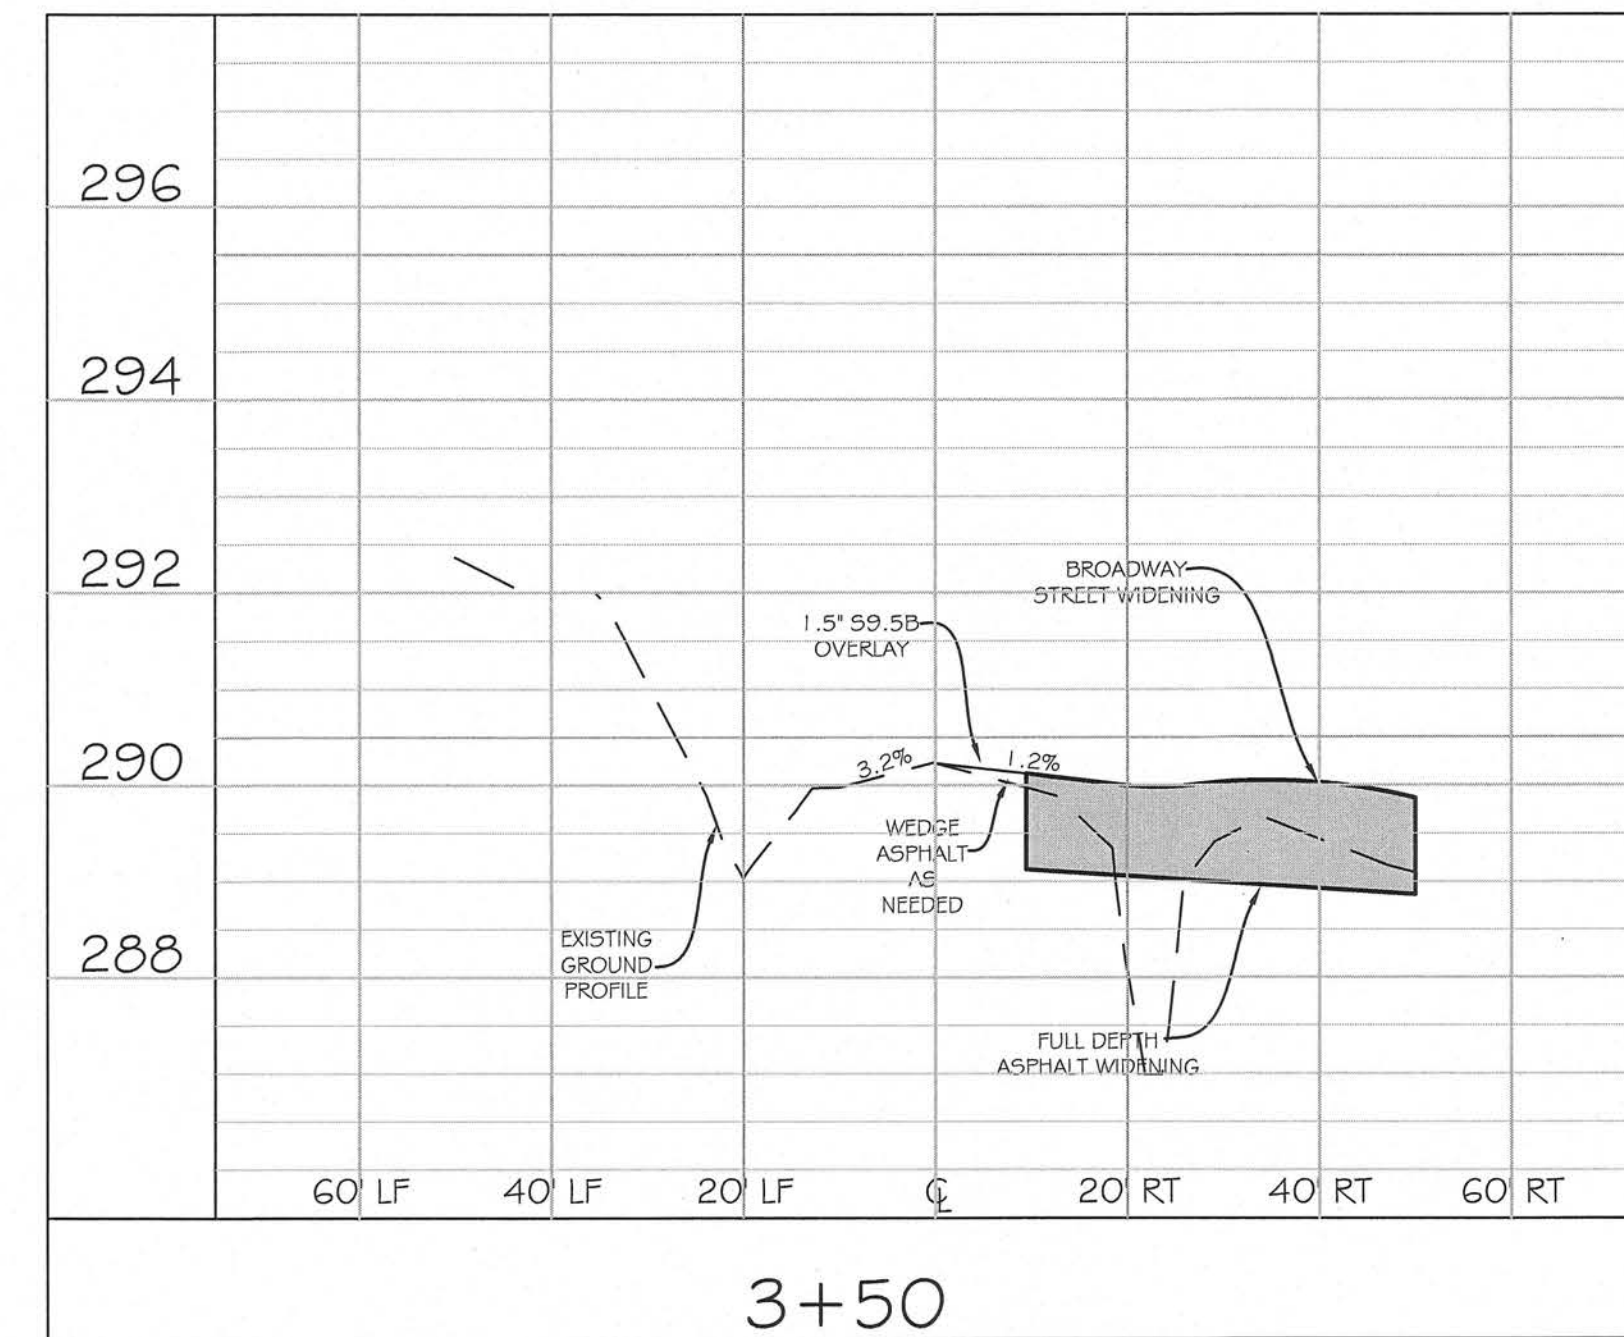 296
294
292
BROADWAY
STREET WIDENING
1.5" S9.5B
OVERLAY
290
3.2%
1.2%
WEDGE
ASPHALT
AS
NEEDED
288
EXISTING
GROUND
PROFILE
FULL DEPTH
ASPHALT WIDENING
60' LF 40' LF 20' LF ℄ 20' RT 40' RT 60' RT
3+50